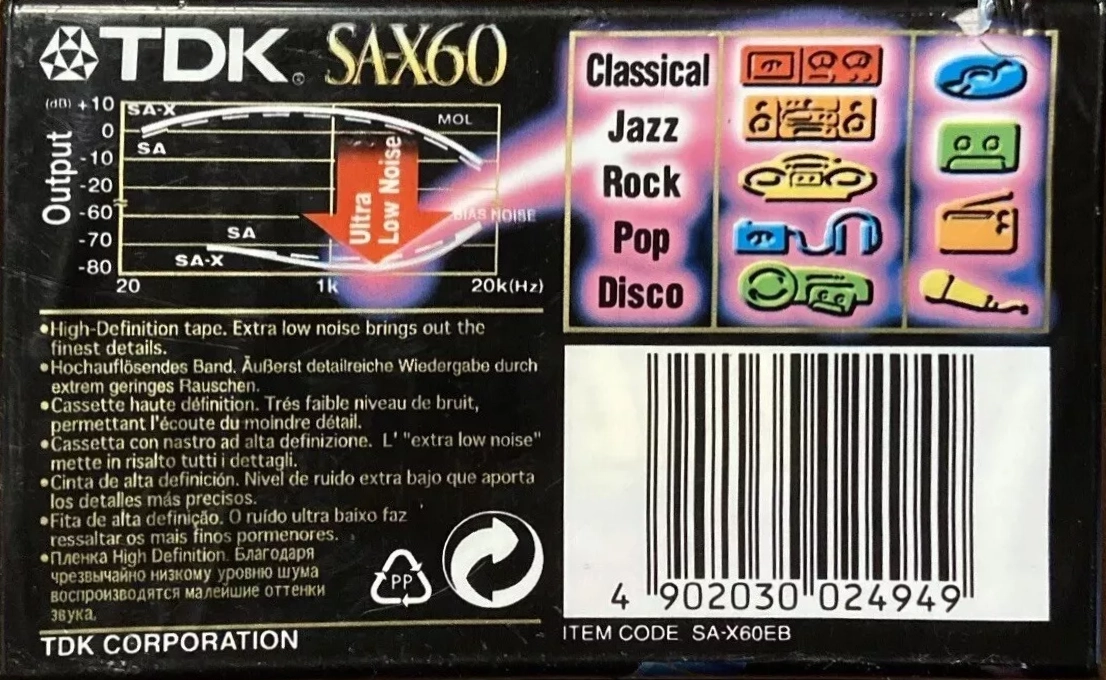 TDK® SA-X60
(dB) +10
0
-10
-20
-60
-70
-80
Output
SA-X
SA
MOL
Ultra
Low Noise
BIAS NOISE
SA
SA-X
20 1k 20k(Hz)
Classical
Jazz
Rock
Pop
Disco
•High-Definition tape. Extra low noise brings out the
finest details.
•Hochauflösendes Band. Äußerst detailreiche Wiedergabe durch
extrem geringes Rauschen.
•Cassette haute définition. Trés faible niveau de bruit,
permettant l'écoute du moindre détail.
•Cassetta con nastro ad alta definizione. L' "extra low noise"
mette in risalto tutti i dettagli.
•Cinta de alta definición. Nivel de ruido extra bajo que aporta
los detalles más precisos.
•Fita de alta definição. O ruído ultra baixo faz
ressaltar os mais finos pormenores.
•Пленка High Definition. Благодаря
чрезвычайно низкому уровню шума
воспроизводятся малейшие оттенки
звука.
PP
TDK CORPORATION
4 902030 024949
ITEM CODE SA-X60EB